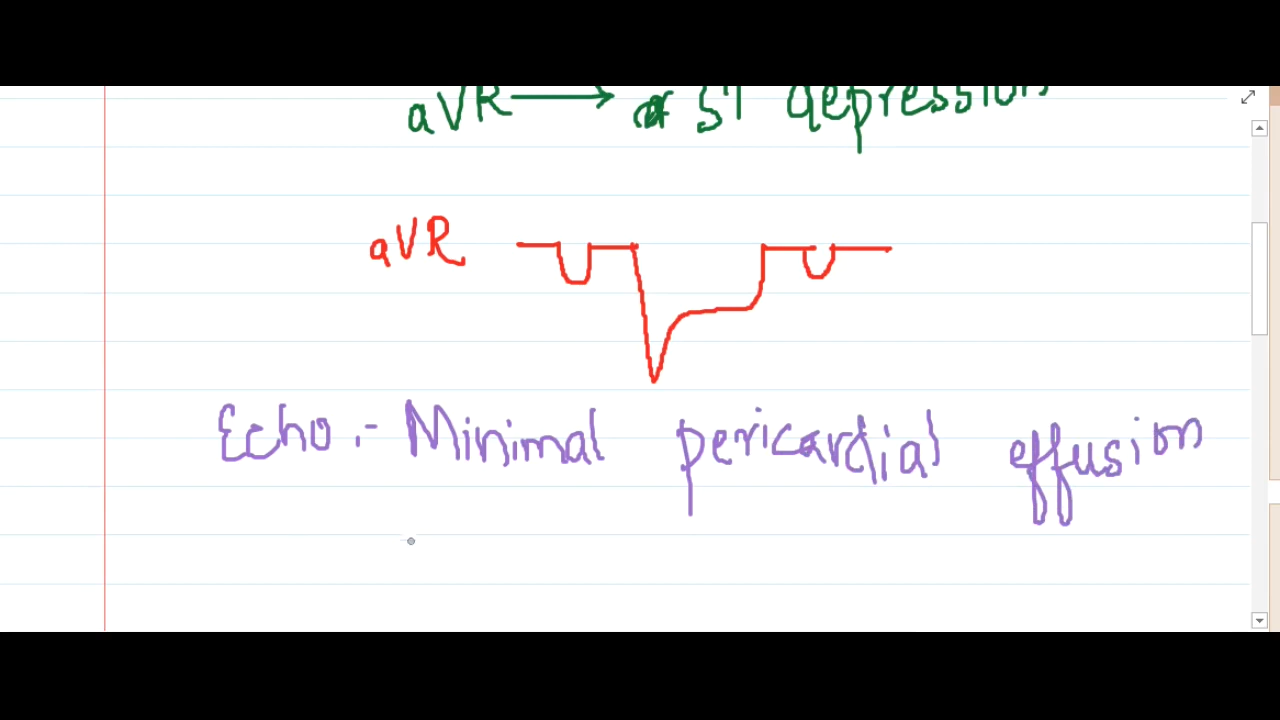 aVR → ST depression
aVR
Echo :- Minimal pericardial effusion